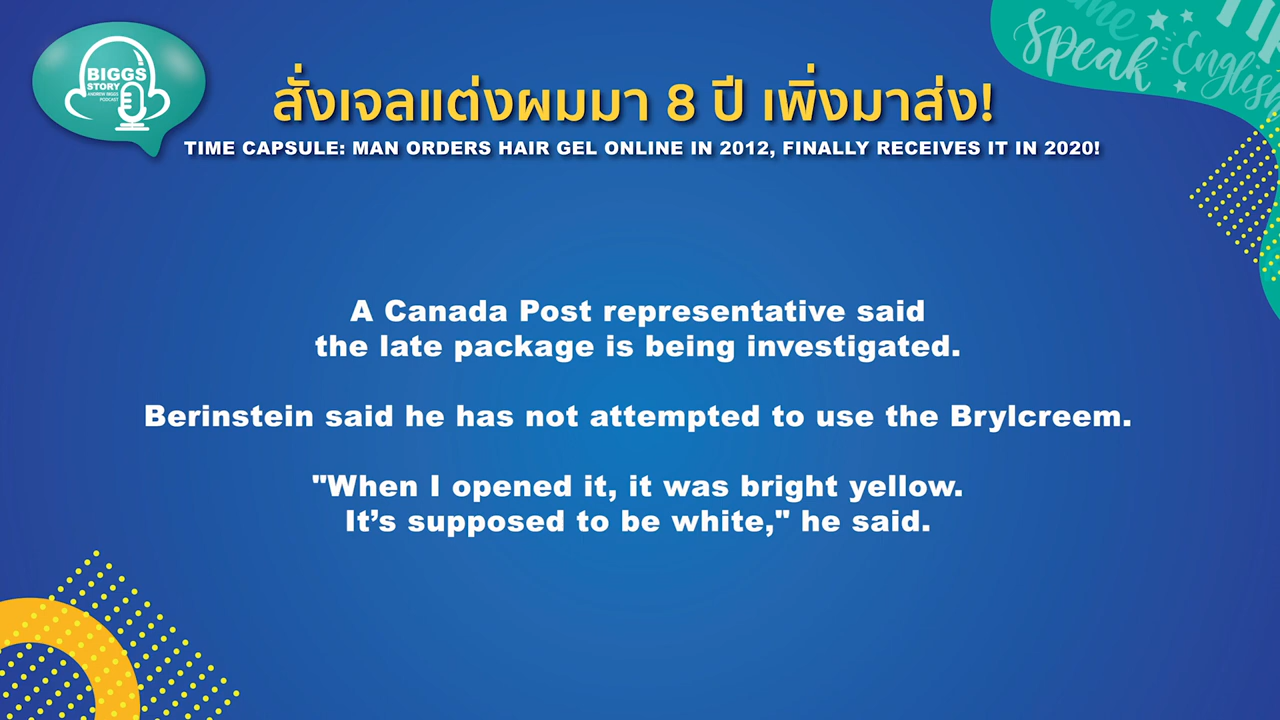 BIGGS
STORY
ANDREW BIGGS
PODCAST
สั่งเจลแต่งผมมา 8 ปี เพิ่งมาส่ง!
TIME CAPSULE: MAN ORDERS HAIR GEL ONLINE IN 2012, FINALLY RECEIVES IT IN 2020!
Speak
English
A Canada Post representative said
the late package is being investigated.
Berinstein said he has not attempted to use the Brylcreem.
"When I opened it, it was bright yellow.
It’s supposed to be white," he said.